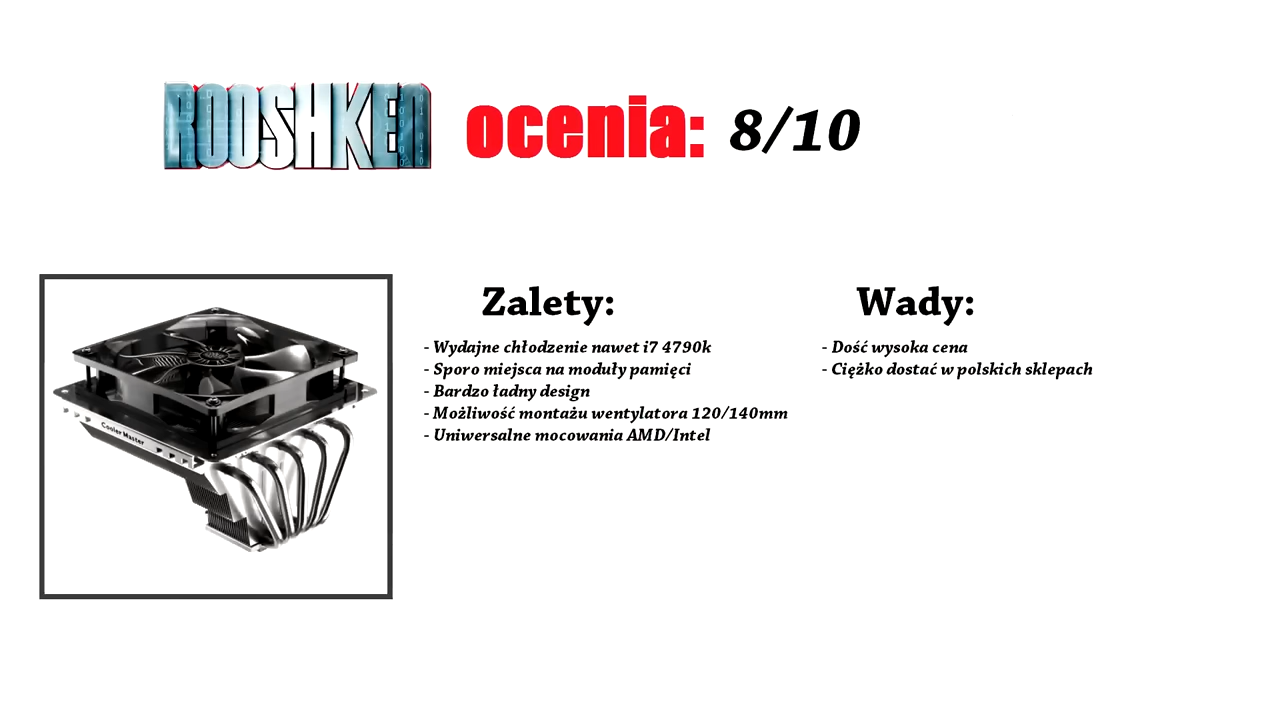 ROOSHKEN ocenia: 8/10
Zalety:
- Wydajne chłodzenie nawet i7 4790k
- Sporo miejsca na moduły pamięci
- Bardzo ładny design
- Możliwość montażu wentylatora 120/140mm
- Uniwersalne mocowania AMD/Intel
Wady:
- Dość wysoka cena
- Ciężko dostać w polskich sklepach
Cooler Master